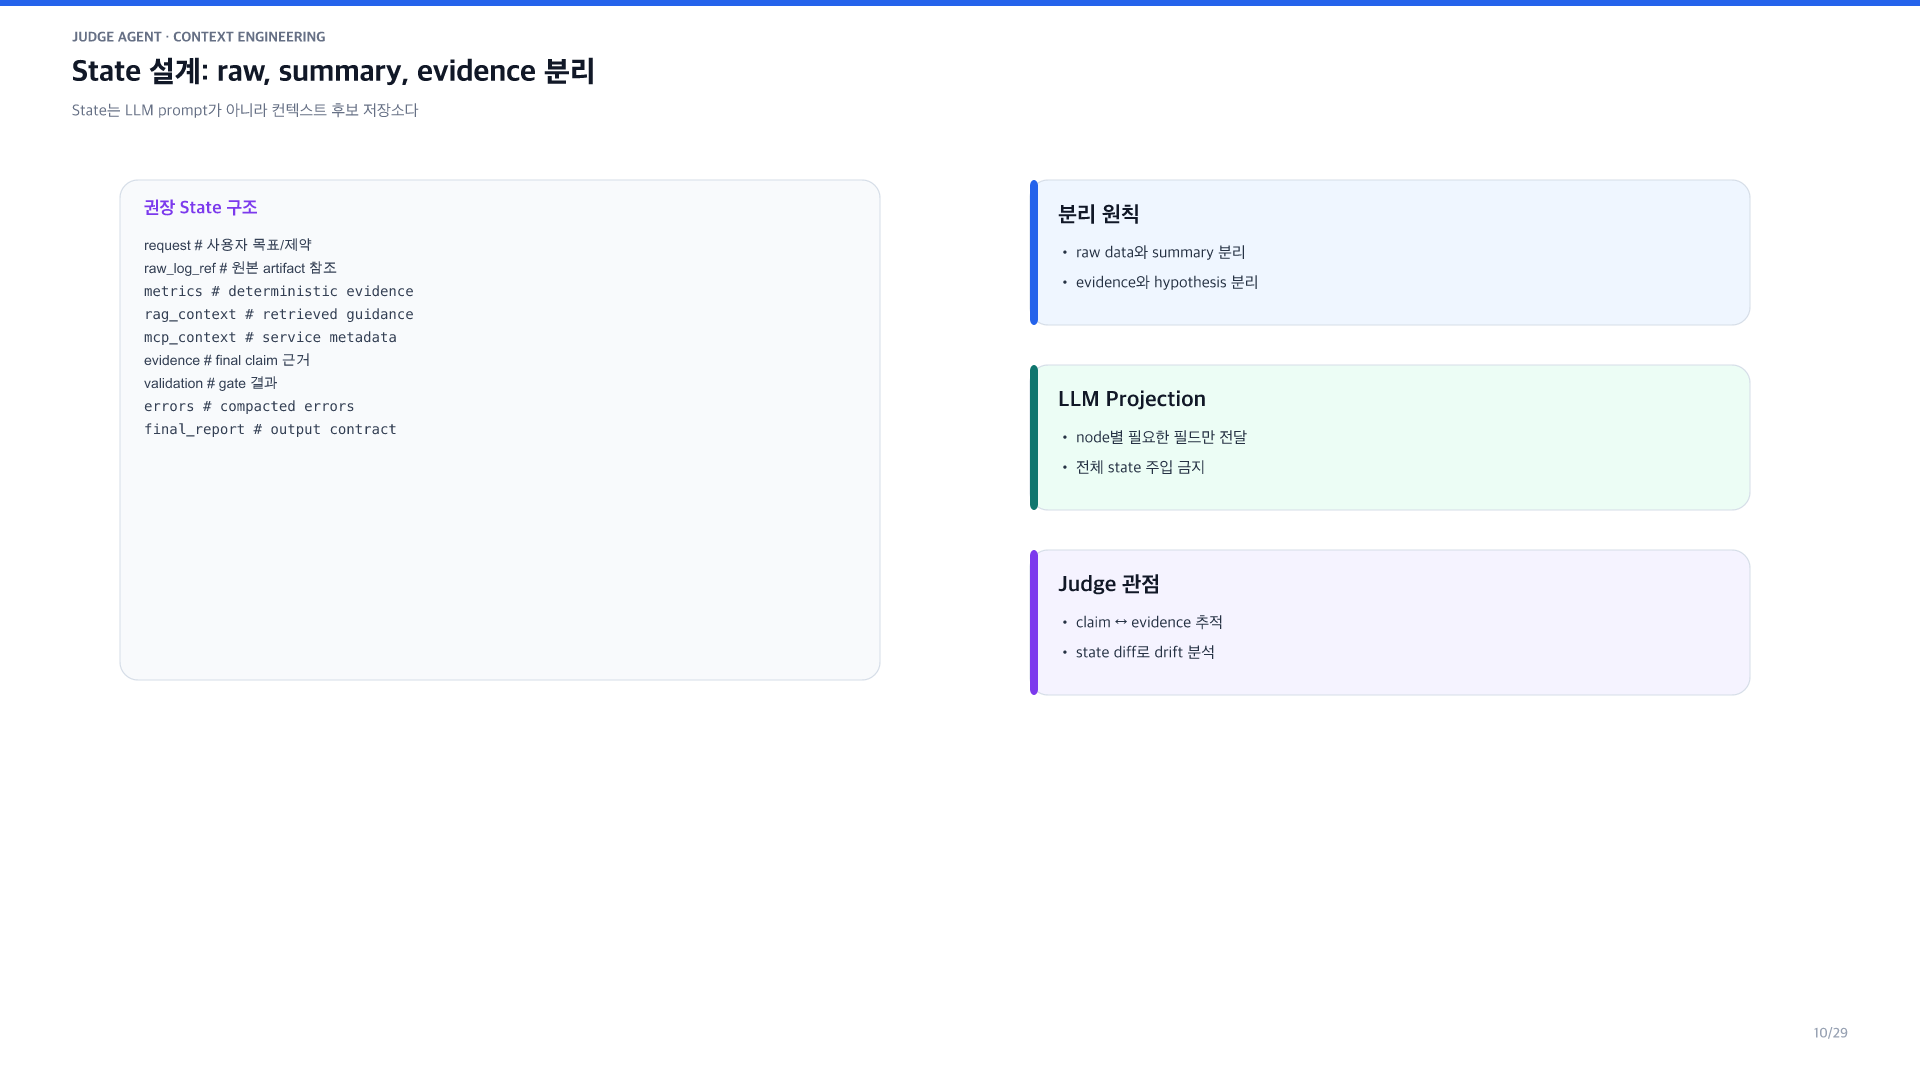 JUDGE AGENT · CONTEXT ENGINEERING
State 설계: raw, summary, evidence 분리
State는 LLM prompt가 아니라 컨텍스트 후보 저장소다
권장 State 구조
request # 사용자 목표/제약
raw_log_ref # 원본 artifact 참조
metrics # deterministic evidence
rag_context # retrieved guidance
mcp_context # service metadata
evidence # final claim 근거
validation # gate 결과
errors # compacted errors
final_report # output contract
분리 원칙
• raw data와 summary 분리
• evidence와 hypothesis 분리
LLM Projection
• node별 필요한 필드만 전달
• 전체 state 주입 금지
Judge 관점
• claim ↔ evidence 추적
• state diff로 drift 분석
10/29